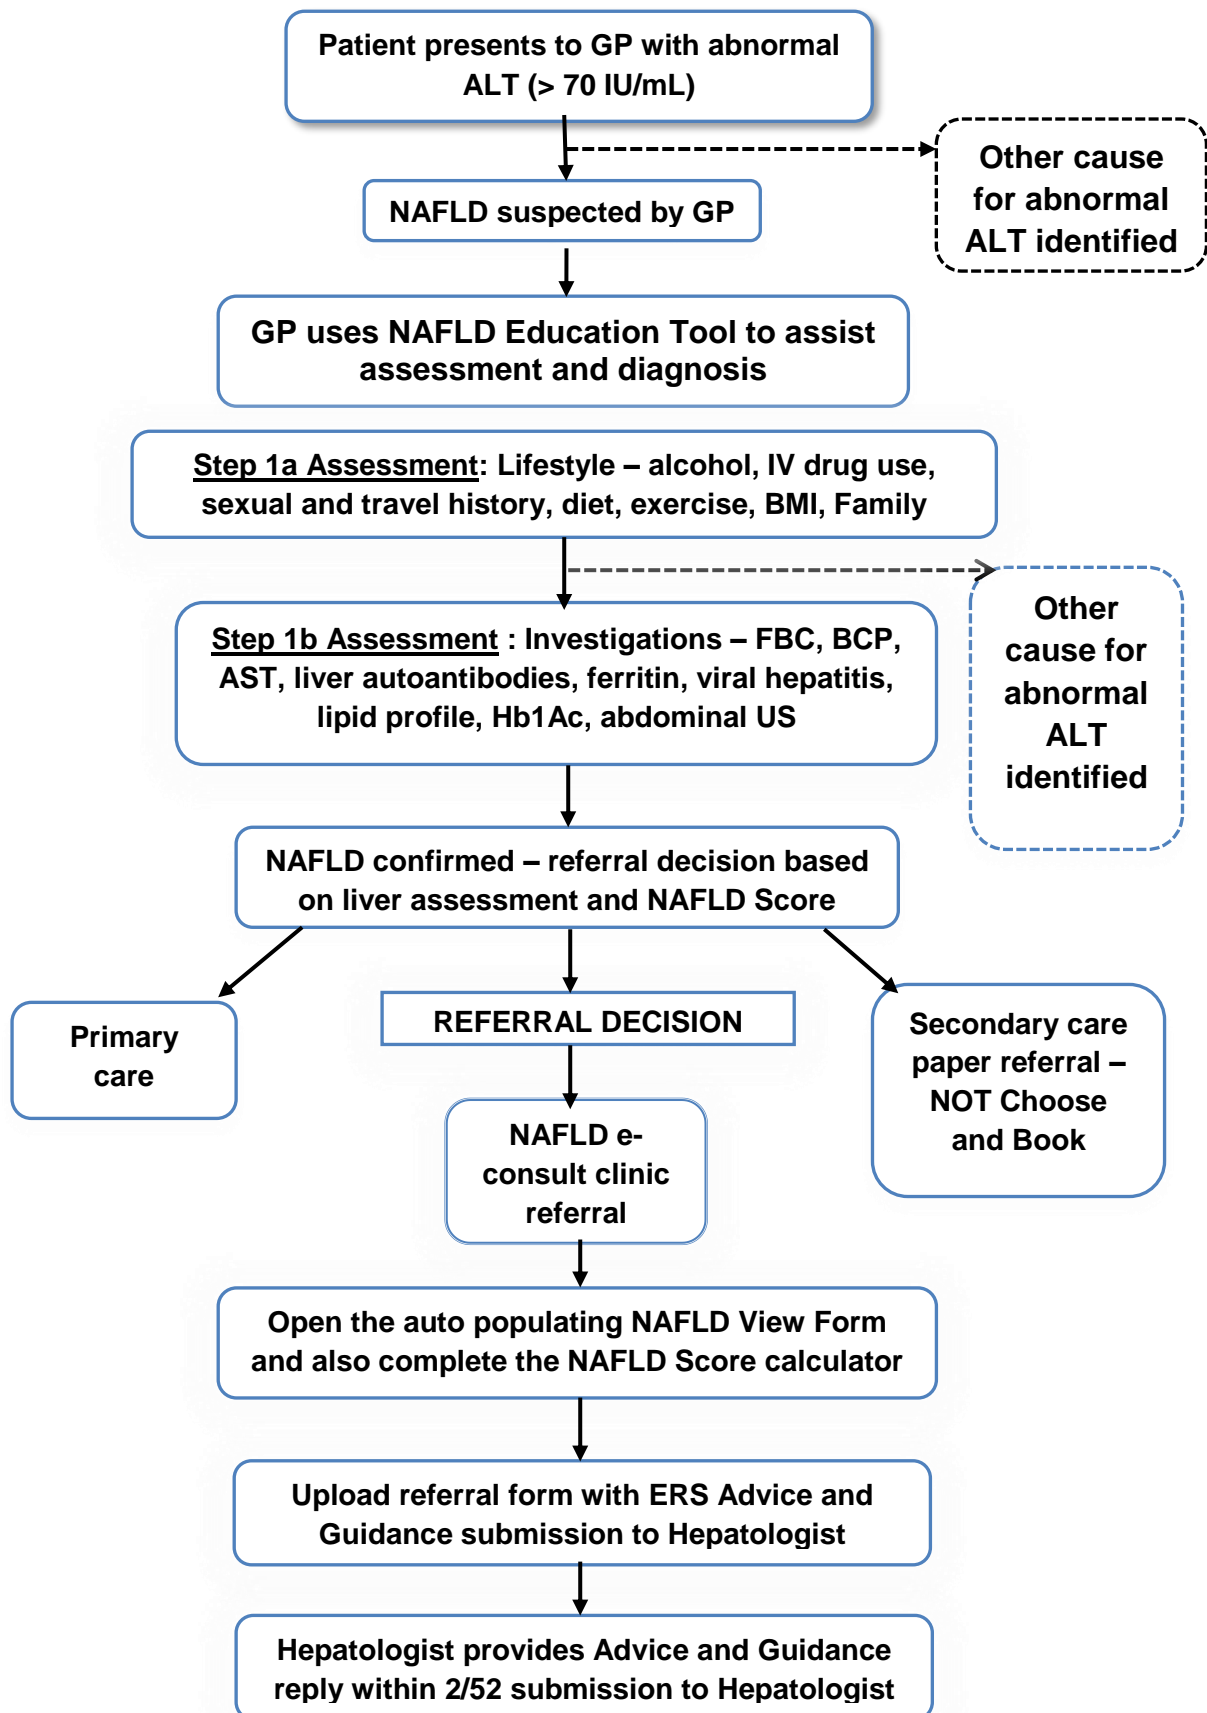 Patient presents to GP with abnormal
ALT (> 70 IU/mL)
Other cause
for abnormal
ALT identified
NAFLD suspected by GP
GP uses NAFLD Education Tool to assist
assessment and diagnosis
Step 1a Assessment: Lifestyle – alcohol, IV drug use,
sexual and travel history, diet, exercise, BMI, Family
Other
cause for
abnormal
ALT
identified
Step 1b Assessment : Investigations – FBC, BCP,
AST, liver autoantibodies, ferritin, viral hepatitis,
lipid profile, Hb1Ac, abdominal US
NAFLD confirmed – referral decision based
on liver assessment and NAFLD Score
Primary
care
REFERRAL DECISION
Secondary care
paper referral –
NOT Choose
and Book
NAFLD e-
consult clinic
referral
Open the auto populating NAFLD View Form
and also complete the NAFLD Score calculator
Upload referral form with ERS Advice and
Guidance submission to Hepatologist
Hepatologist provides Advice and Guidance
reply within 2/52 submission to Hepatologist